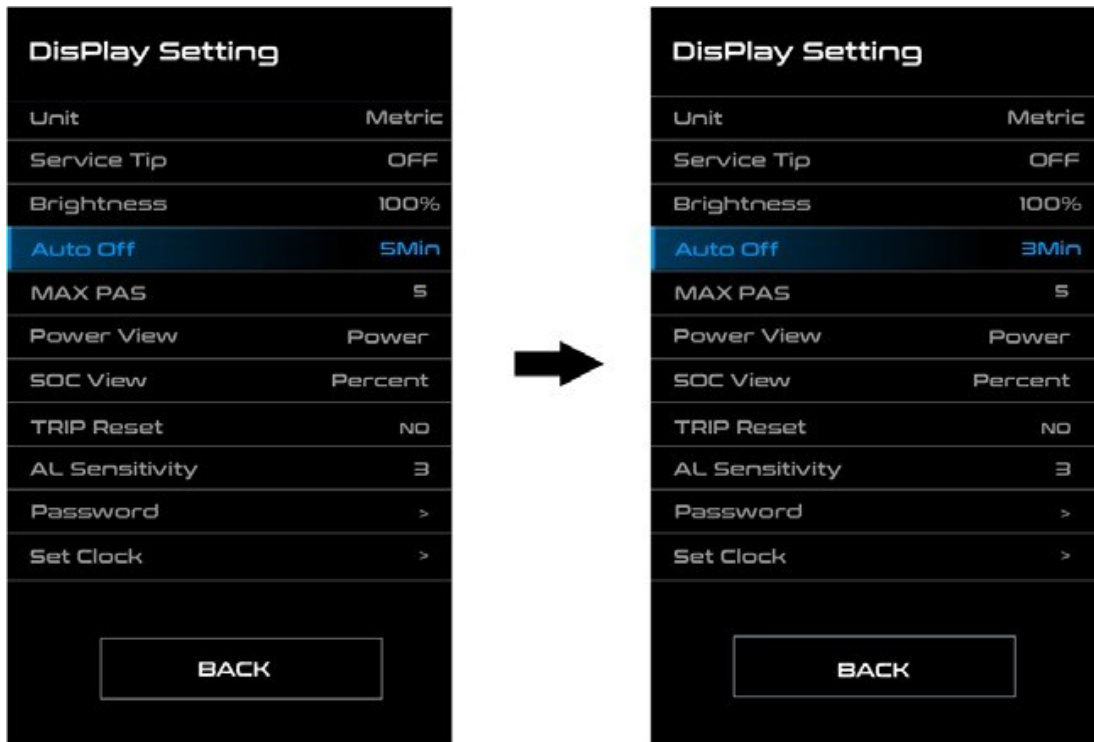 DisPlay Setting
Unit Metric
Service Tip OFF
Brightness 100%
Auto Off 5Min
MAX PAS 5
Power View Power
SOC View Percent
TRIP Reset NO
AL Sensitivity 3
Password >
Set Clock >
BACK
DisPlay Setting
Unit Metric
Service Tip OFF
Brightness 100%
Auto Off 3Min
MAX PAS 5
Power View Power
SOC View Percent
TRIP Reset NO
AL Sensitivity 3
Password >
Set Clock >
BACK